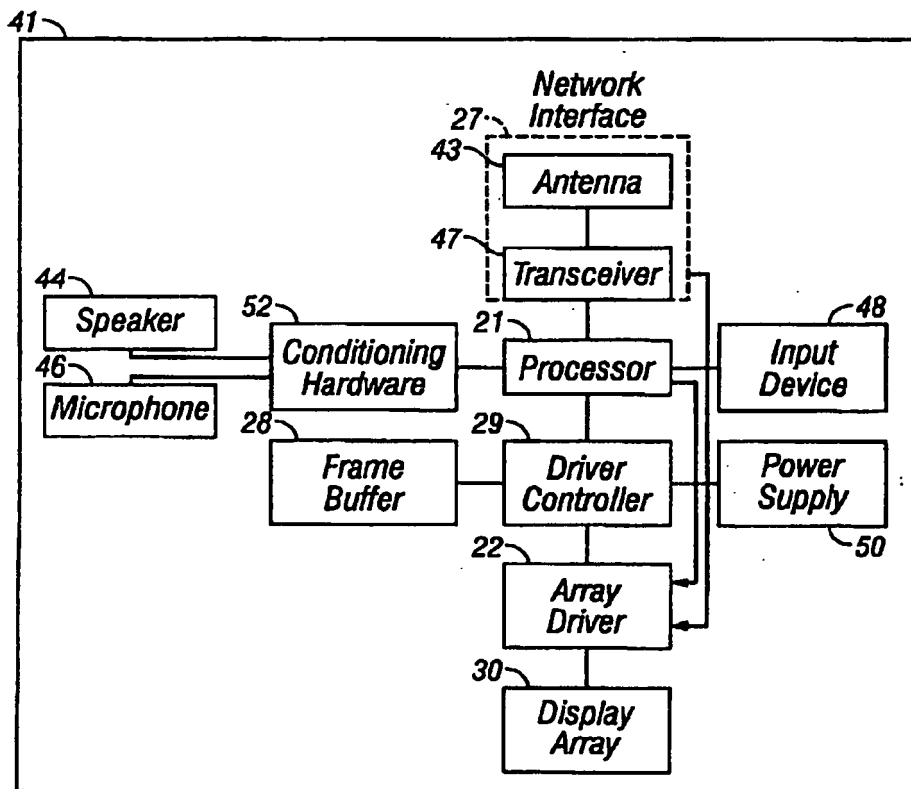 41
Network
Interface
27
43
Antenna
47
Transceiver
44
Speaker
46
Microphone
52
Conditioning
Hardware
21
Processor
48
Input
Device
28
Frame
Buffer
29
Driver
Controller
Power
Supply
50
22
Array
Driver
30
Display
Array